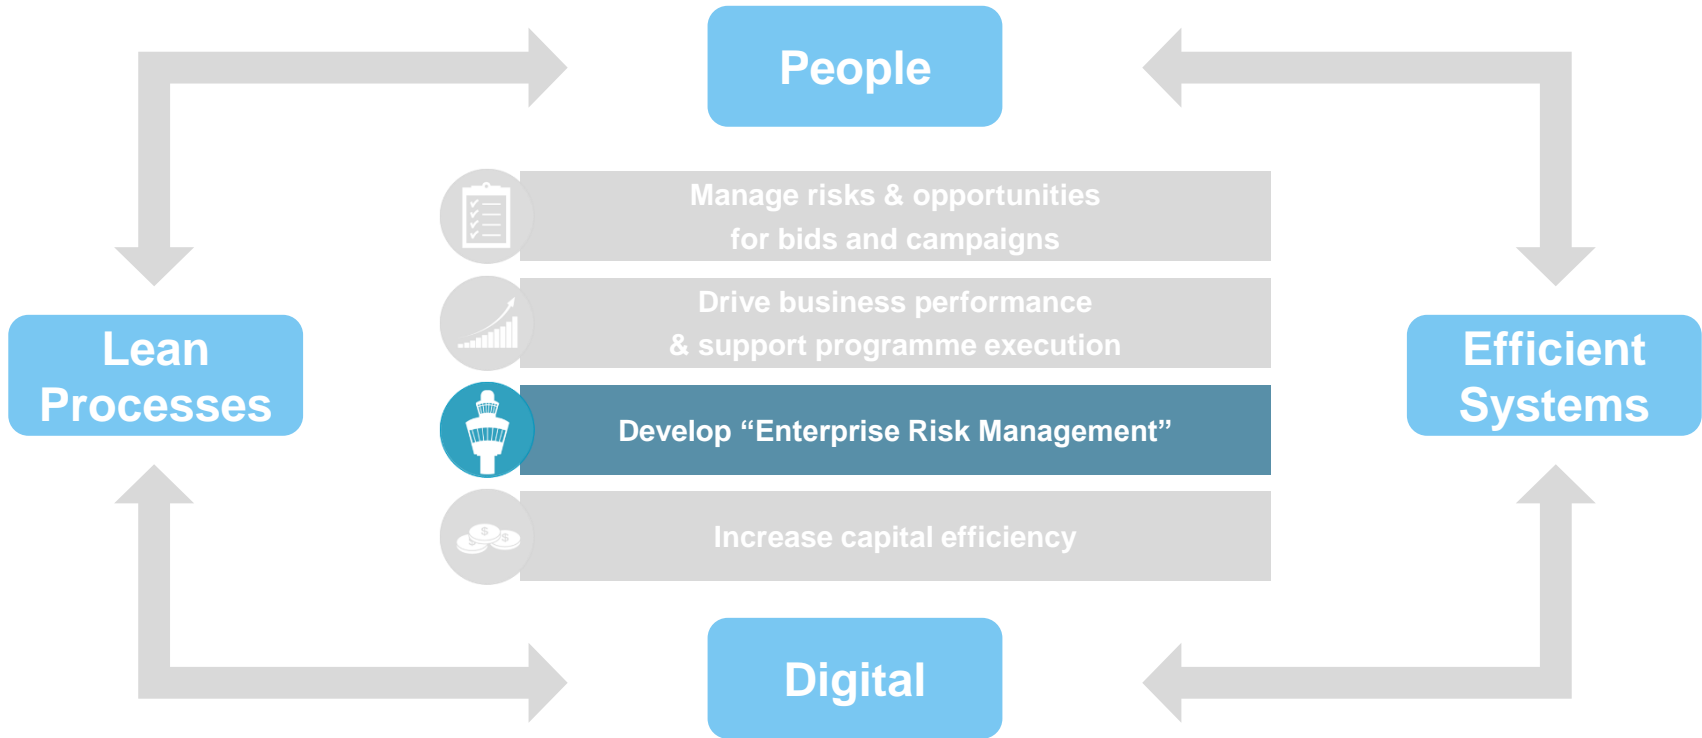 People
Manage risks & opportunities
for bids and campaigns
Drive business performance
& support programme execution
Lean
Processes
Efficient
Systems
Develop “Enterprise Risk Management”
Increase capital efficiency
$
$
$
Digital